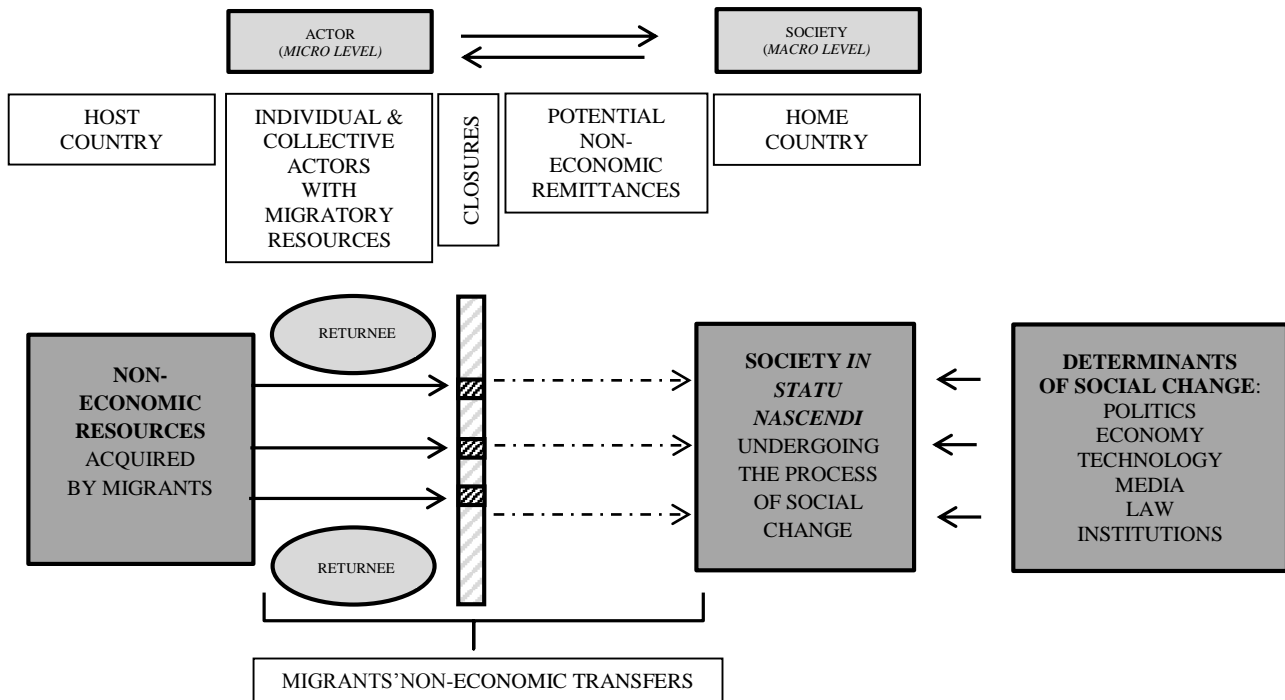 ACTOR
(MICRO LEVEL)
SOCIETY
(MACRO LEVEL)
HOST
COUNTRY
INDIVIDUAL &
COLLECTIVE
ACTORS
WITH
MIGRATORY
RESOURCES
CLOSURES
POTENTIAL
NON-
ECONOMIC
REMITTANCES
HOME
COUNTRY
RETURNEE
NON-
ECONOMIC
RESOURCES
ACQUIRED
BY MIGRANTS
RETURNEE
SOCIETY IN
STATU
NASCENDI
UNDERGOING
THE PROCESS
OF SOCIAL
CHANGE
DETERMINANTS
OF SOCIAL CHANGE:
POLITICS
ECONOMY
TECHNOLOGY
MEDIA
LAW
INSTITUTIONS
MIGRANTS'NON-ECONOMIC TRANSFERS